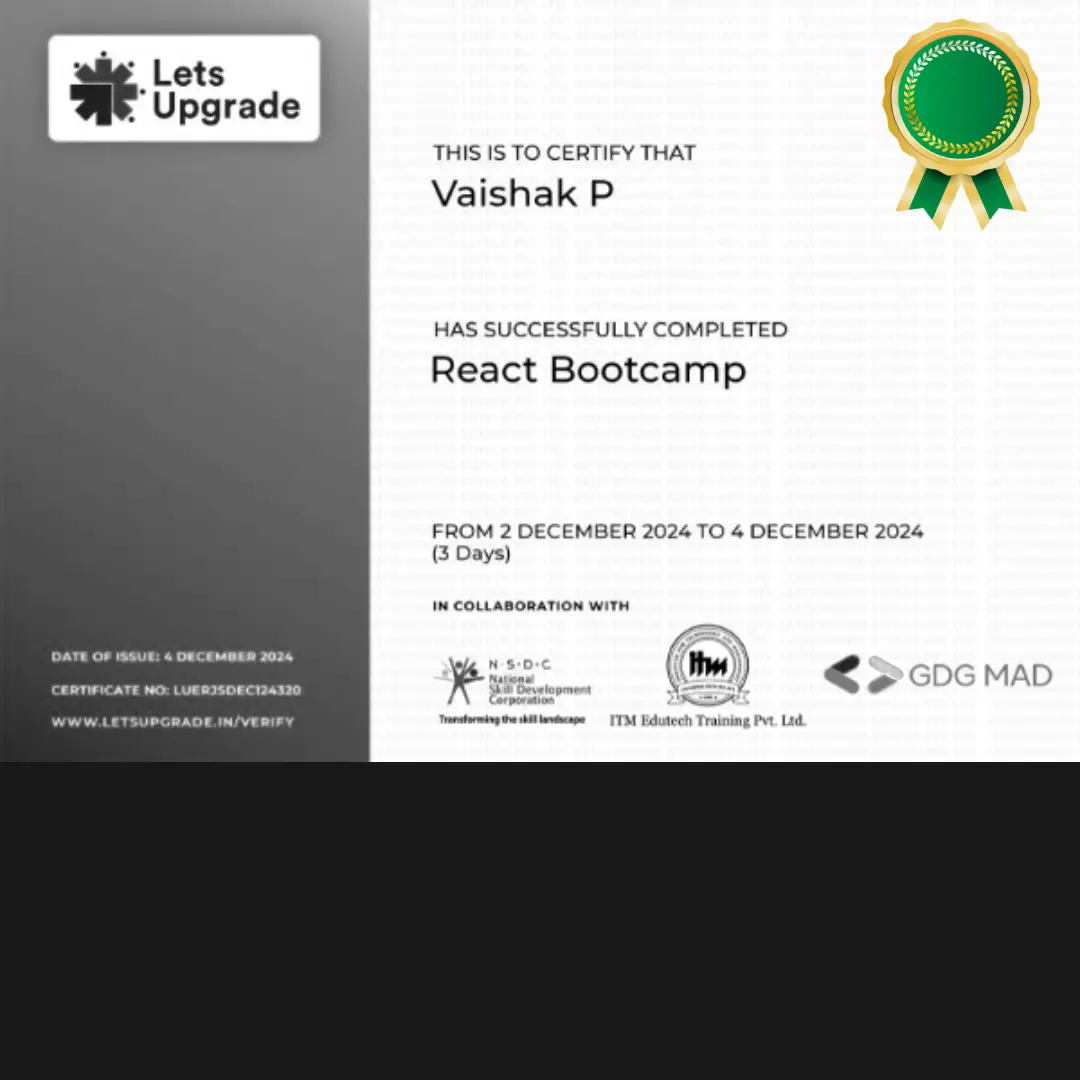 Lets
Upgrade
THIS IS TO CERTIFY THAT
Vaishak P
HAS SUCCESSFULLY COMPLETED
React Bootcamp
FROM 2 DECEMBER 2024 TO 4 DECEMBER 2024
(3 Days)
IN COLLABORATION WITH
N·S·D·C
National
Skill Development
Corporation
Transforming the skill landscape
itm
ITM Edutech Training Pvt. Ltd.
GDG MAD
DATE OF ISSUE: 4 DECEMBER 2024
CERTIFICATE NO: LUERJSDEC124320
WWW.LETSUPGRADE.IN/VERIFY